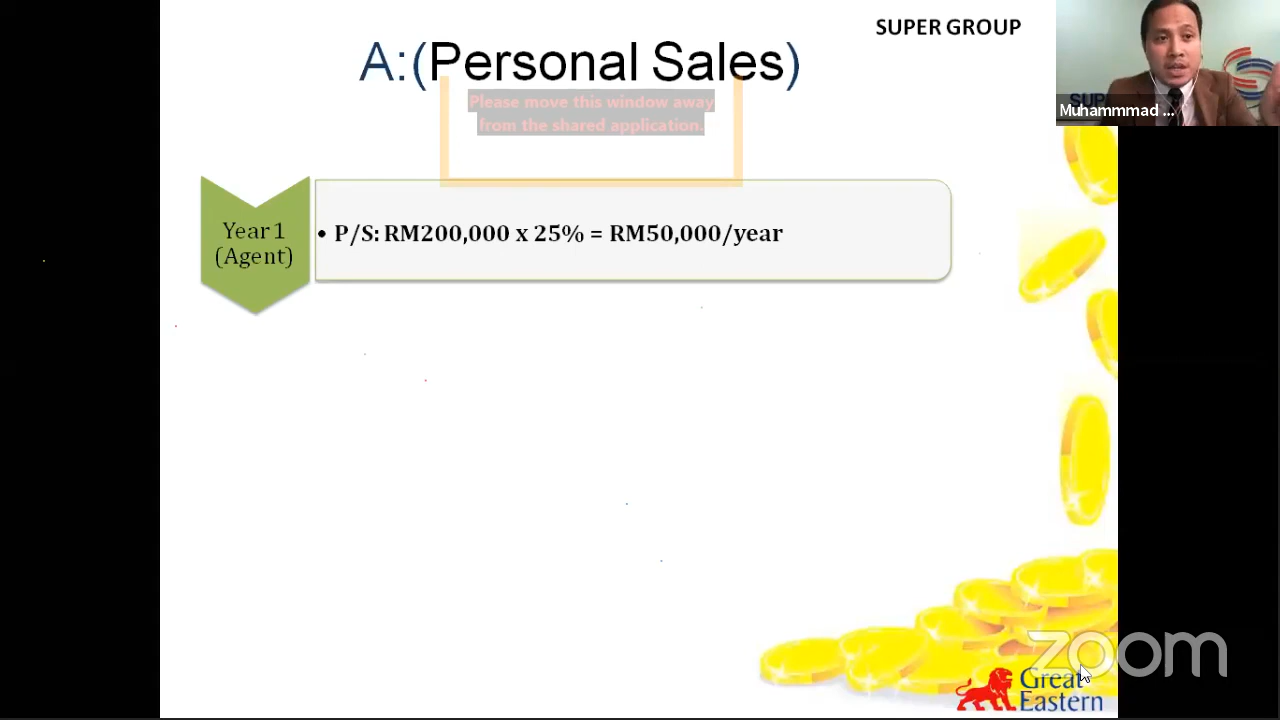 SUPER GROUP
A:(Personal Sales)
Please move this window away
from the shared application.
Muhammmad ...
Year 1
(Agent)
• P/S: RM200,000 x 25% = RM50,000/year
zoom
Great
Eastern